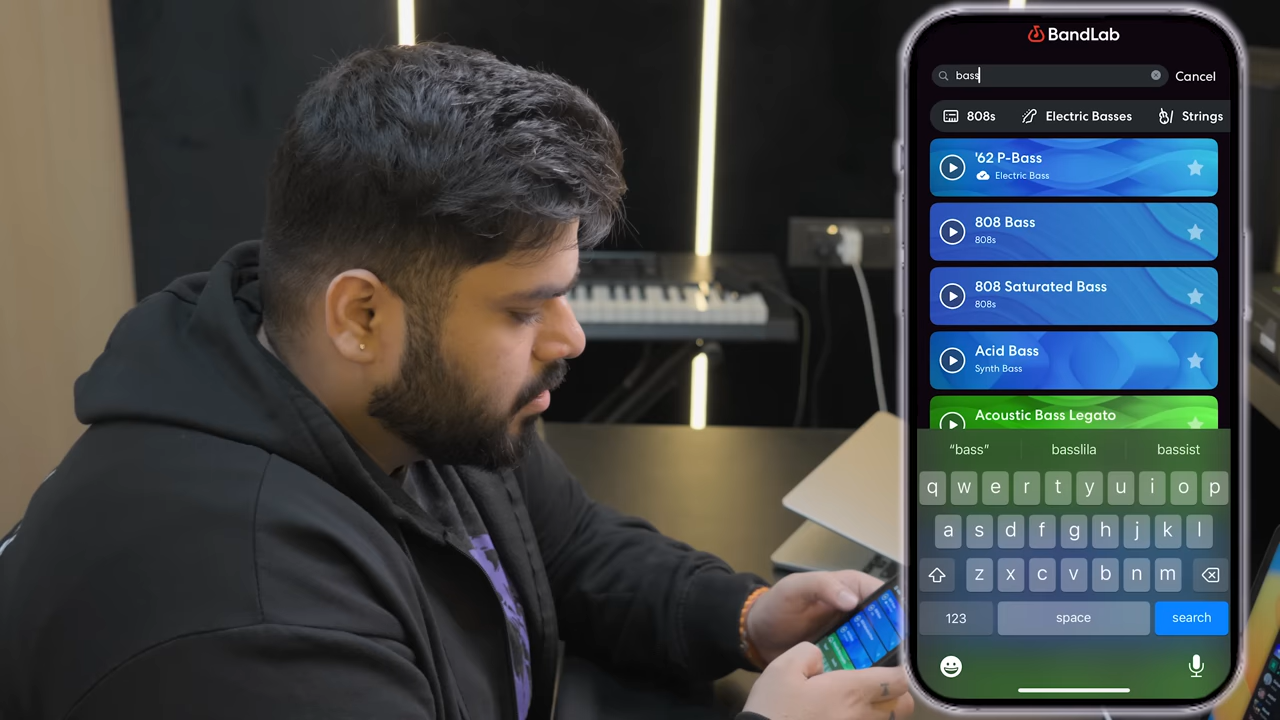 BandLab
bass
Cancel
808s
Electric Basses
Strings
'62 P-Bass
Electric Bass
808 Bass
808s
808 Saturated Bass
808s
Acid Bass
Synth Bass
Acoustic Bass Legato
“bass”
basslila
bassist
q w e r t y u i o p
a s d f g h j k l
z x c v b n m
123
space
search